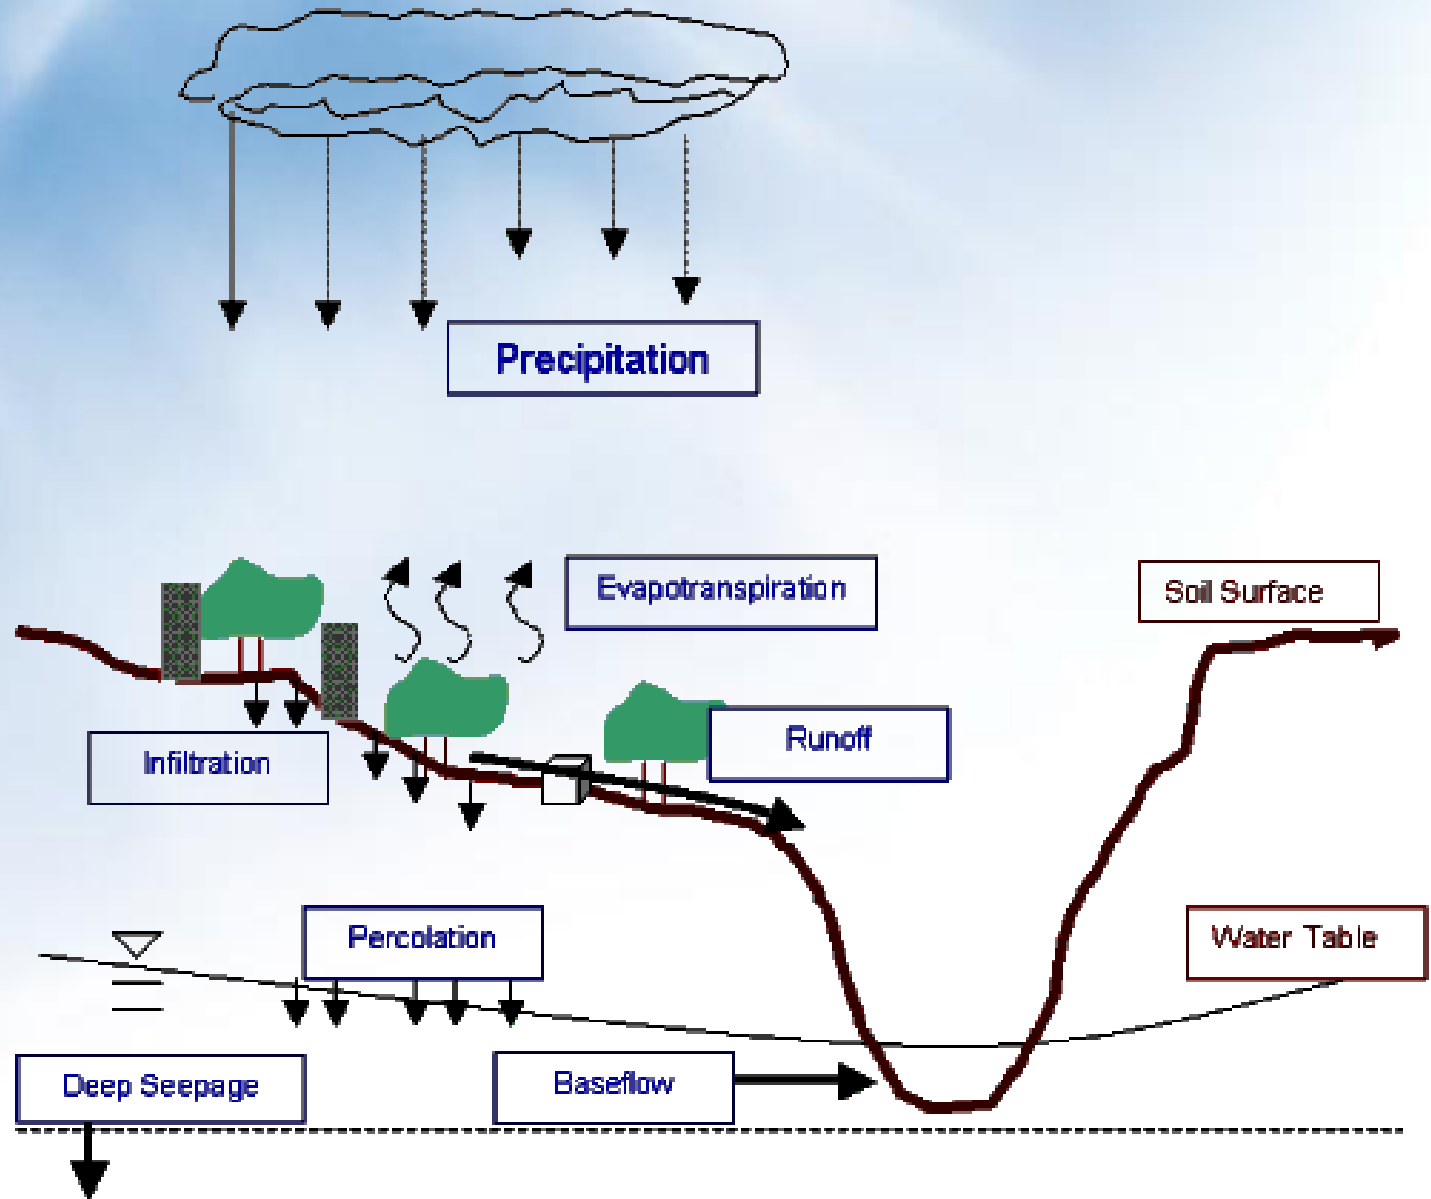 Precipitation
Evapotranspiration
Soil Surface
Runoff
Infiltration
Percolation
Water Table
Deep Seepage
Baseflow